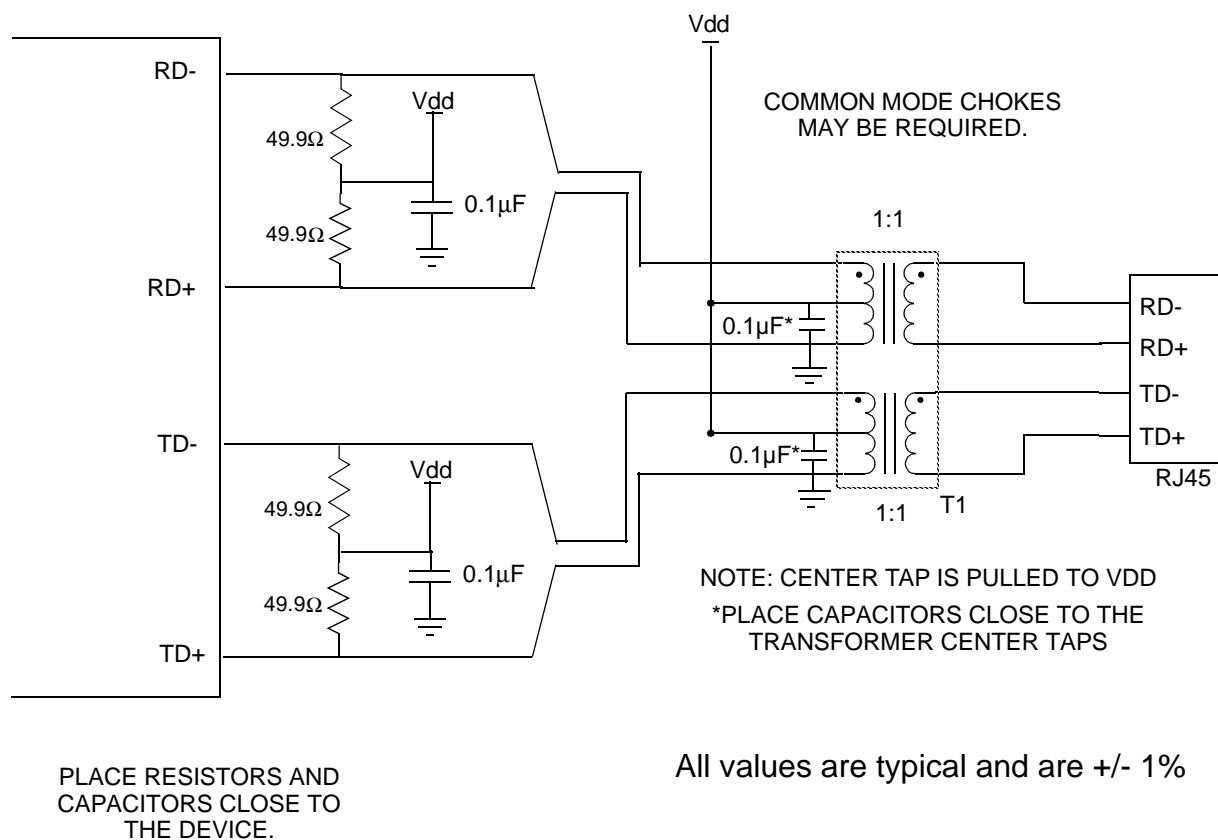 Vdd
RD-
Vdd
COMMON MODE CHOKES
MAY BE REQUIRED.
49.9Ω
0.1μF
1:1
49.9Ω
RD+
RD-
0.1μF*
RD+
TD-
TD-
TD+
Vdd
0.1μF*
RJ45
49.9Ω
1:1
T1
0.1μF
NOTE: CENTER TAP IS PULLED TO VDD
49.9Ω
*PLACE CAPACITORS CLOSE TO THE
TRANSFORMER CENTER TAPS
TD+
All values are typical and are +/- 1%
PLACE RESISTORS AND
CAPACITORS CLOSE TO
THE DEVICE.